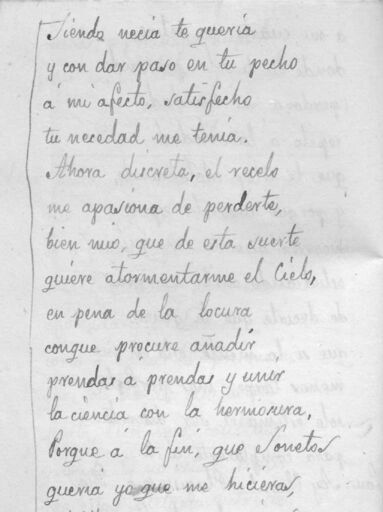 Siendo necia te quería
y con dar paso en tu pecho
á mi afecto, satisfecho
tu necedad me tenía.
Ahora discreta, el recelo
me apasiona de perderte,
bien mio, que de esta suerte
quiere atormentarme el Cielo,
en pena de la locura
conque procuré añadir
prendas á prendas y unir
la ciencia con la hermosura.
Porque á la fin, que Sonetos
queria yo que me hicieras,